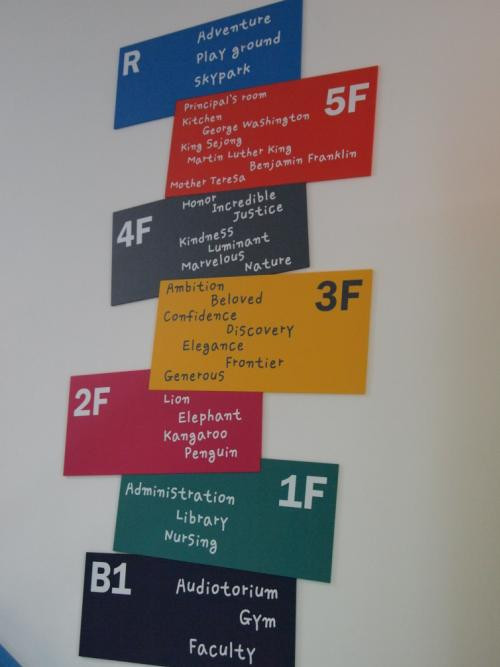 R
Adventure
Play ground
Skypark
5F
Principal's room
Kitchen
George Washington
King Sejong
Martin Luther King
Benjamin Franklin
Mother Teresa
4F
Honor
Incredible
Justice
Kindness
Luminant
Marvelous
Nature
3F
Ambition
Beloved
Confidence
Discovery
Elegance
Frontier
Generous
2F
Lion
Elephant
Kangaroo
Penguin
1F
Administration
Library
Nursing
B1
Audiotorium
Gym
Faculty